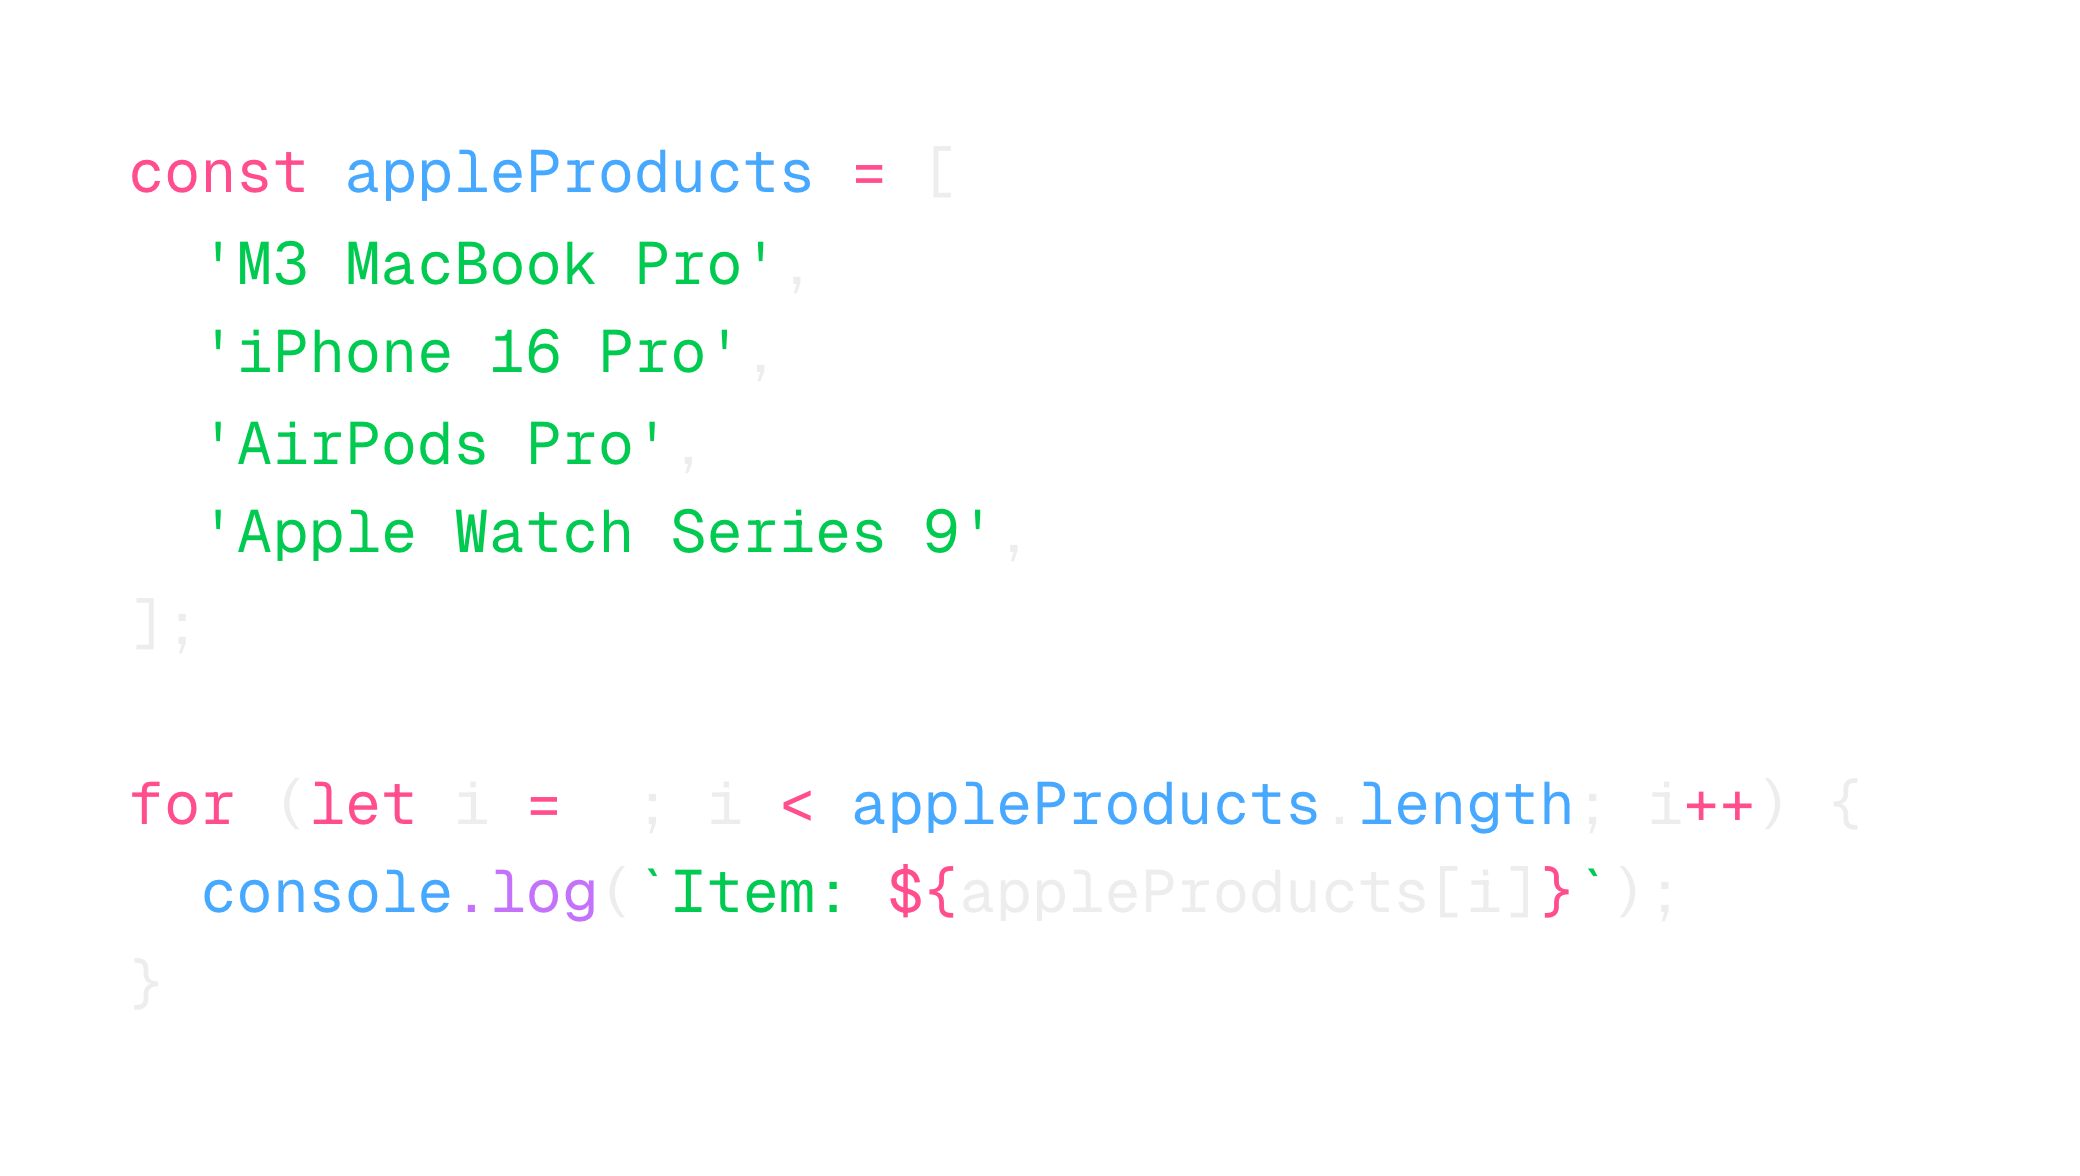 const appleProducts = [
  'M3 MacBook Pro',
  'iPhone 16 Pro',
  'AirPods Pro',
  'Apple Watch Series 9',
];

for (let i =  ; i < appleProducts.length; i++) {
  console.log(`Item: ${appleProducts[i]}`);
}